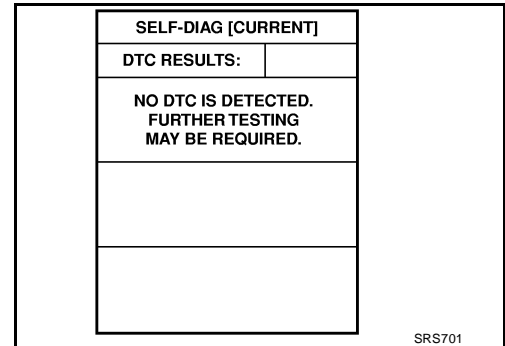 SELF-DIAG [CURRENT]
DTC RESULTS:
NO DTC IS DETECTED.
FURTHER TESTING
MAY BE REQUIRED.
SRS701